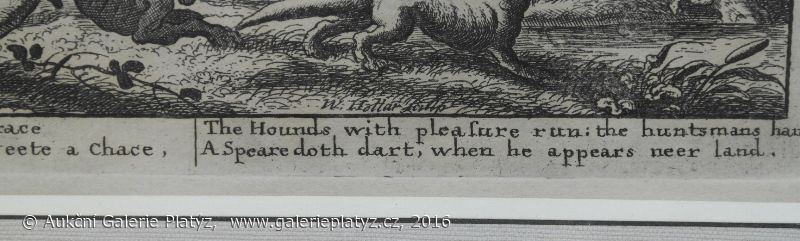 W. Hollar fecit
race
reete a Chace,
The Hounds with pleaſure run: the huntsmans han
A Speare doth dart, when he appears neer land.
© Aukční Galerie Platýz, www.galerieplatyz.cz, 2016